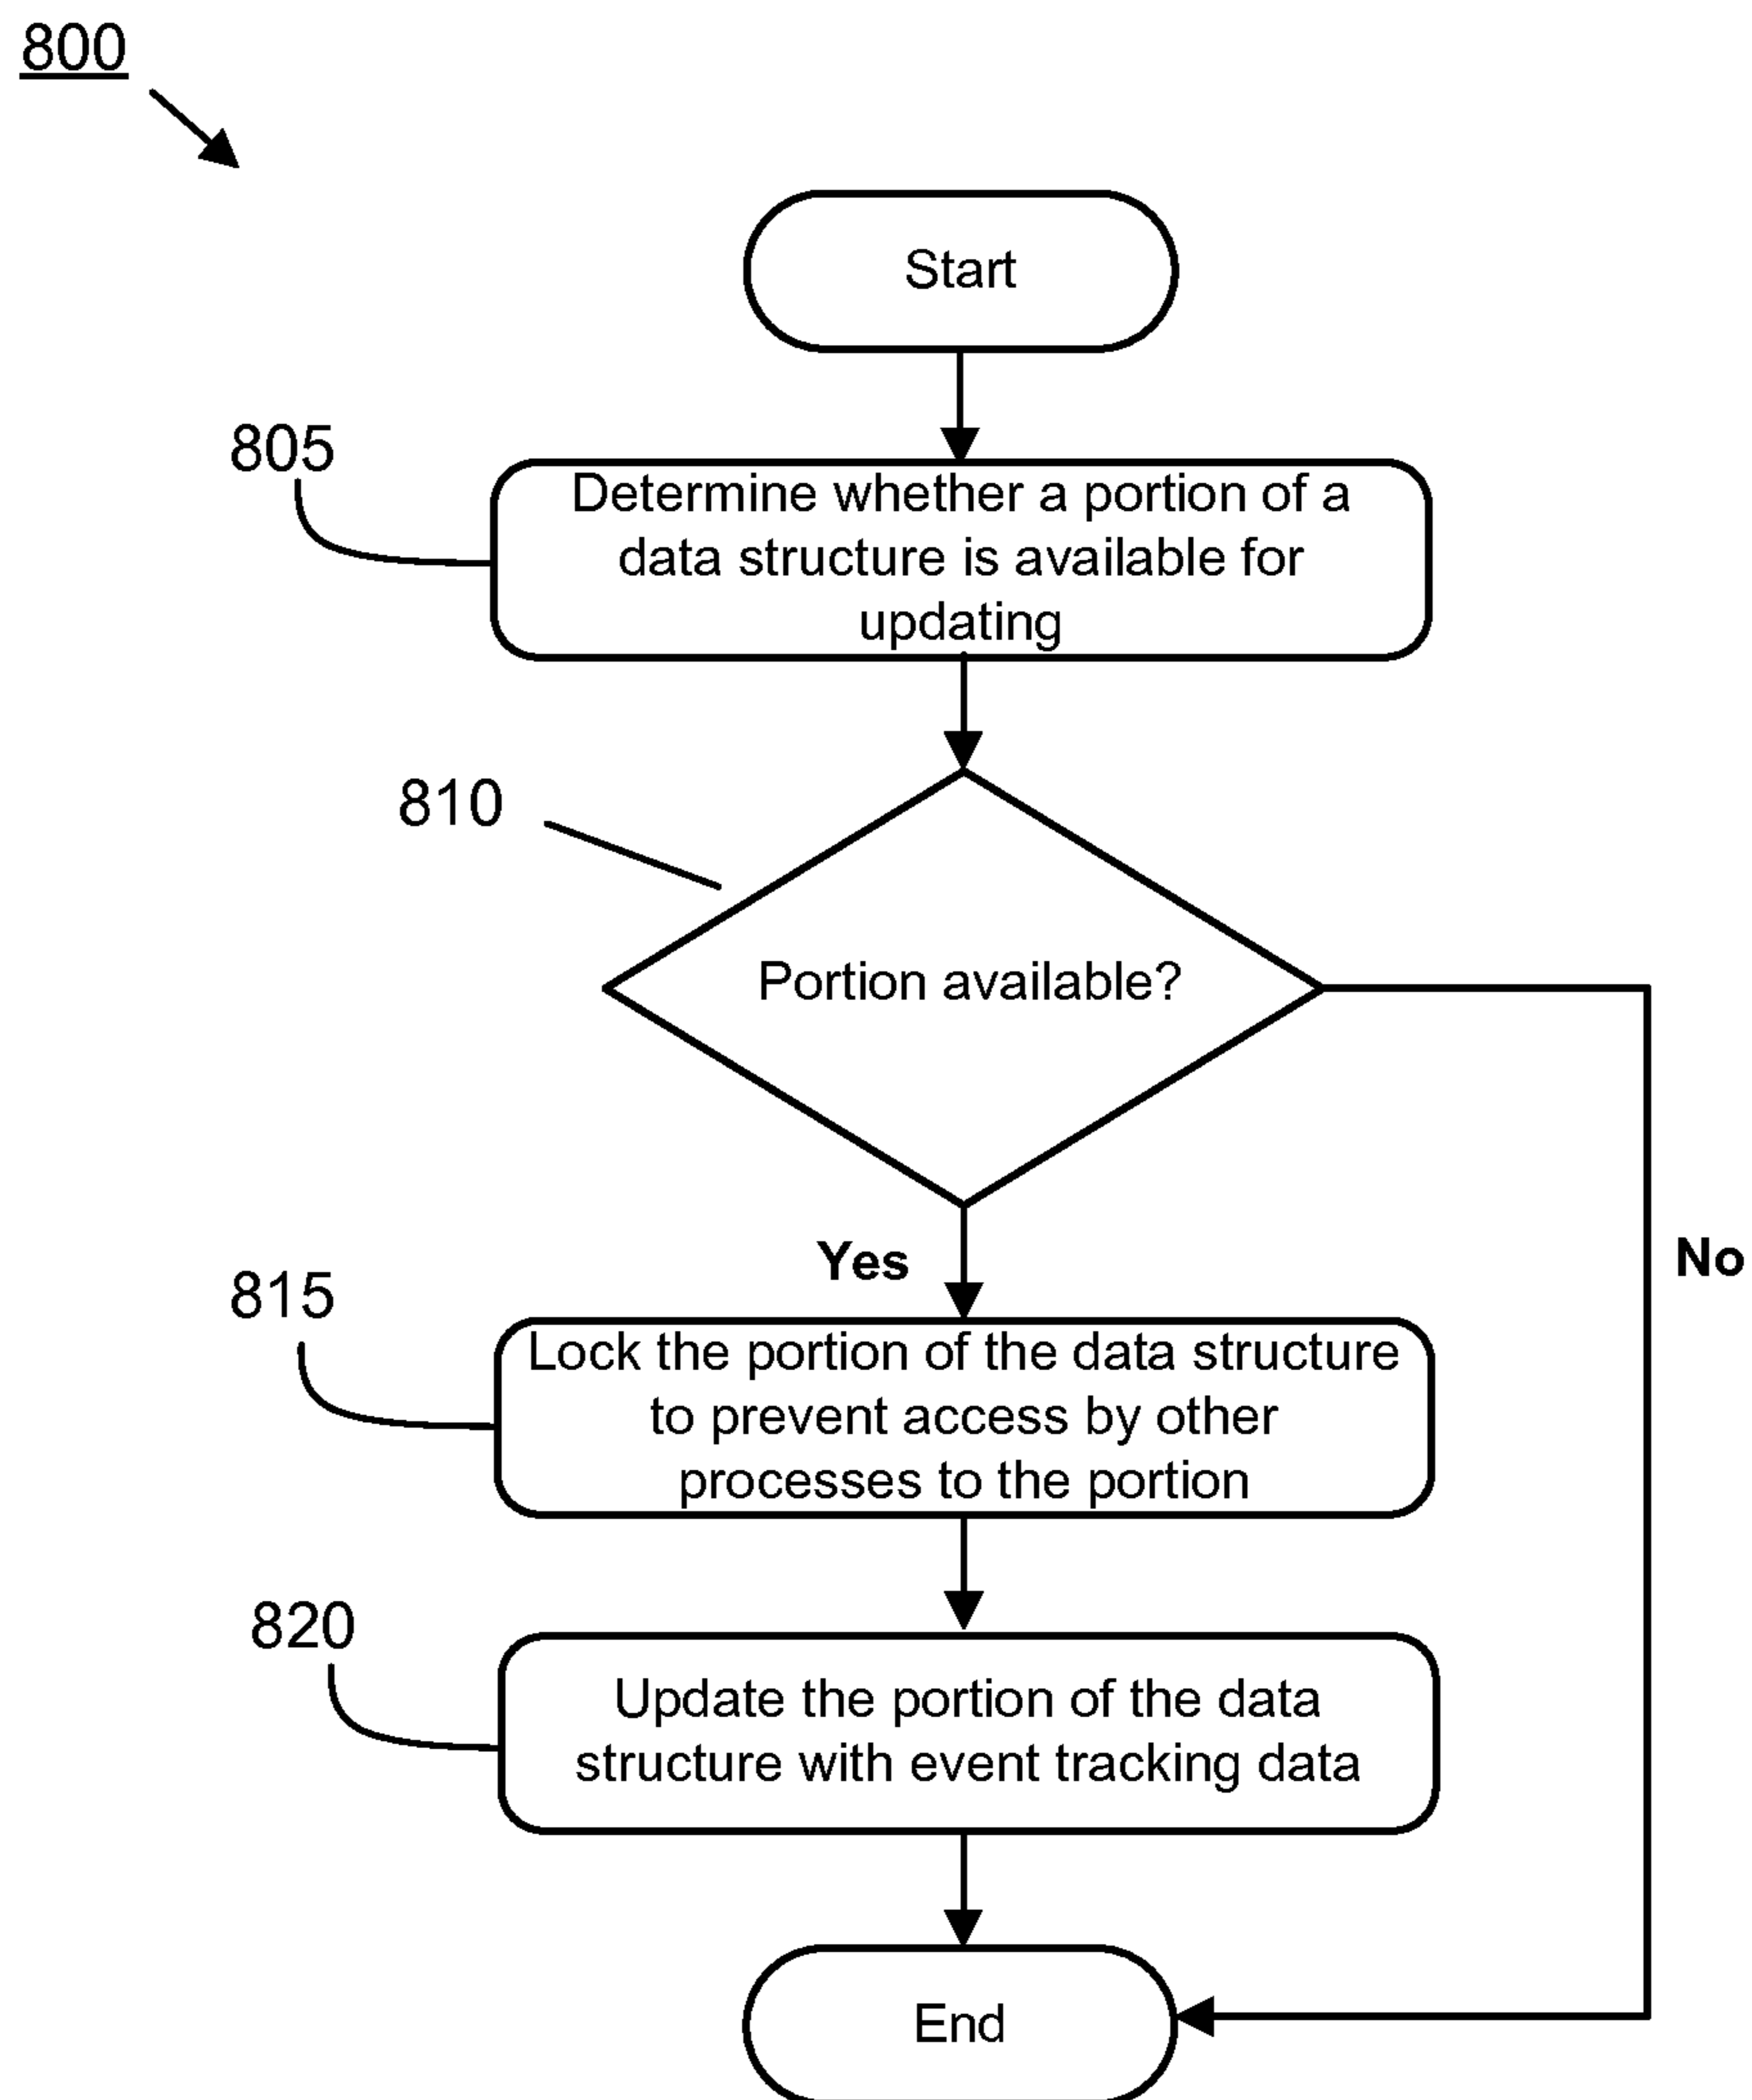 800
Start
805
Determine whether a portion of a
data structure is available for
updating
810
Portion available?
Yes
No
815
Lock the portion of the data structure
to prevent access by other
processes to the portion
820
Update the portion of the data
structure with event tracking data
End